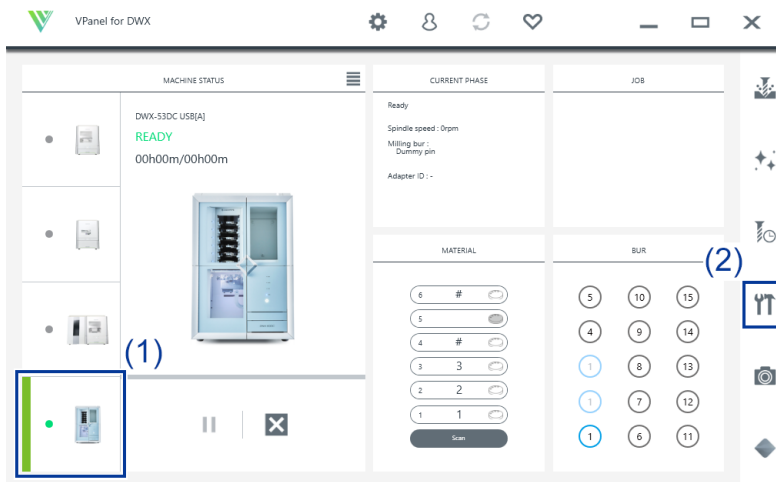 VPanel for DWX
MACHINE STATUS
DWX-53DC USB[A]
READY
00h00m/00h00m
(1)
CURRENT PHASE
Ready
Spindle speed : 0rpm
Milling bur :
Dummy pin
Adapter ID : -
JOB
MATERIAL
6 #
5
4 #
3 3
2 2
1 1
Scan
BUR
(2)
5 10 15
4 9 14
1 8 13
1 7 12
1 6 11